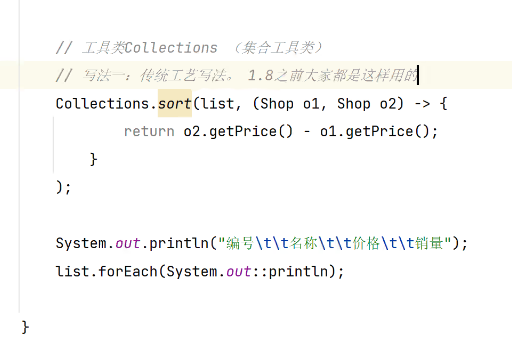 // 工具类Collections （集合工具类）
// 写法一：传统工艺写法。 1.8之前大家都是这样用的
Collections.sort(list, (Shop o1, Shop o2) -> {
        return o2.getPrice() - o1.getPrice();
    }
);
System.out.println("编号\t\t名称\t\t价格\t\t销量");
list.forEach(System.out::println);
}